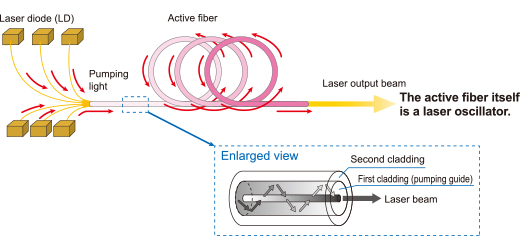 Laser diode (LD)
Active fiber
Pumping
light
Laser output beam
The active fiber itself
is a laser oscillator.
Enlarged view
Second cladding
First cladding (pumping guide)
Laser beam